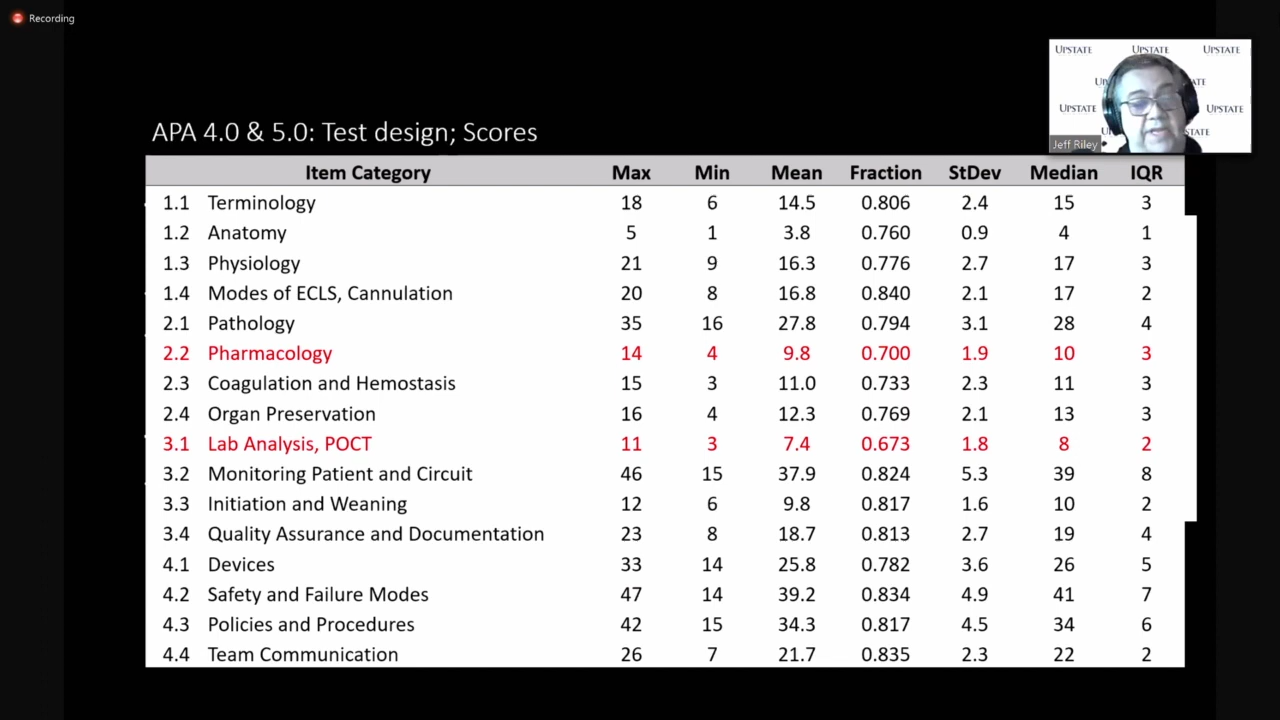 Recording
UPSTATE UPSTATE UPSTATE
UPSTATE UPSTATE
Jeff Riley
APA 4.0 & 5.0: Test design; Scores
Item Category Max Min Mean Fraction StDev Median IQR
1.1 Terminology 18 6 14.5 0.806 2.4 15 3
1.2 Anatomy 5 1 3.8 0.760 0.9 4 1
1.3 Physiology 21 9 16.3 0.776 2.7 17 3
1.4 Modes of ECLS, Cannulation 20 8 16.8 0.840 2.1 17 2
2.1 Pathology 35 16 27.8 0.794 3.1 28 4
2.2 Pharmacology 14 4 9.8 0.700 1.9 10 3
2.3 Coagulation and Hemostasis 15 3 11.0 0.733 2.3 11 3
2.4 Organ Preservation 16 4 12.3 0.769 2.1 13 3
3.1 Lab Analysis, POCT 11 3 7.4 0.673 1.8 8 2
3.2 Monitoring Patient and Circuit 46 15 37.9 0.824 5.3 39 8
3.3 Initiation and Weaning 12 6 9.8 0.817 1.6 10 2
3.4 Quality Assurance and Documentation 23 8 18.7 0.813 2.7 19 4
4.1 Devices 33 14 25.8 0.782 3.6 26 5
4.2 Safety and Failure Modes 47 14 39.2 0.834 4.9 41 7
4.3 Policies and Procedures 42 15 34.3 0.817 4.5 34 6
4.4 Team Communication 26 7 21.7 0.835 2.3 22 2